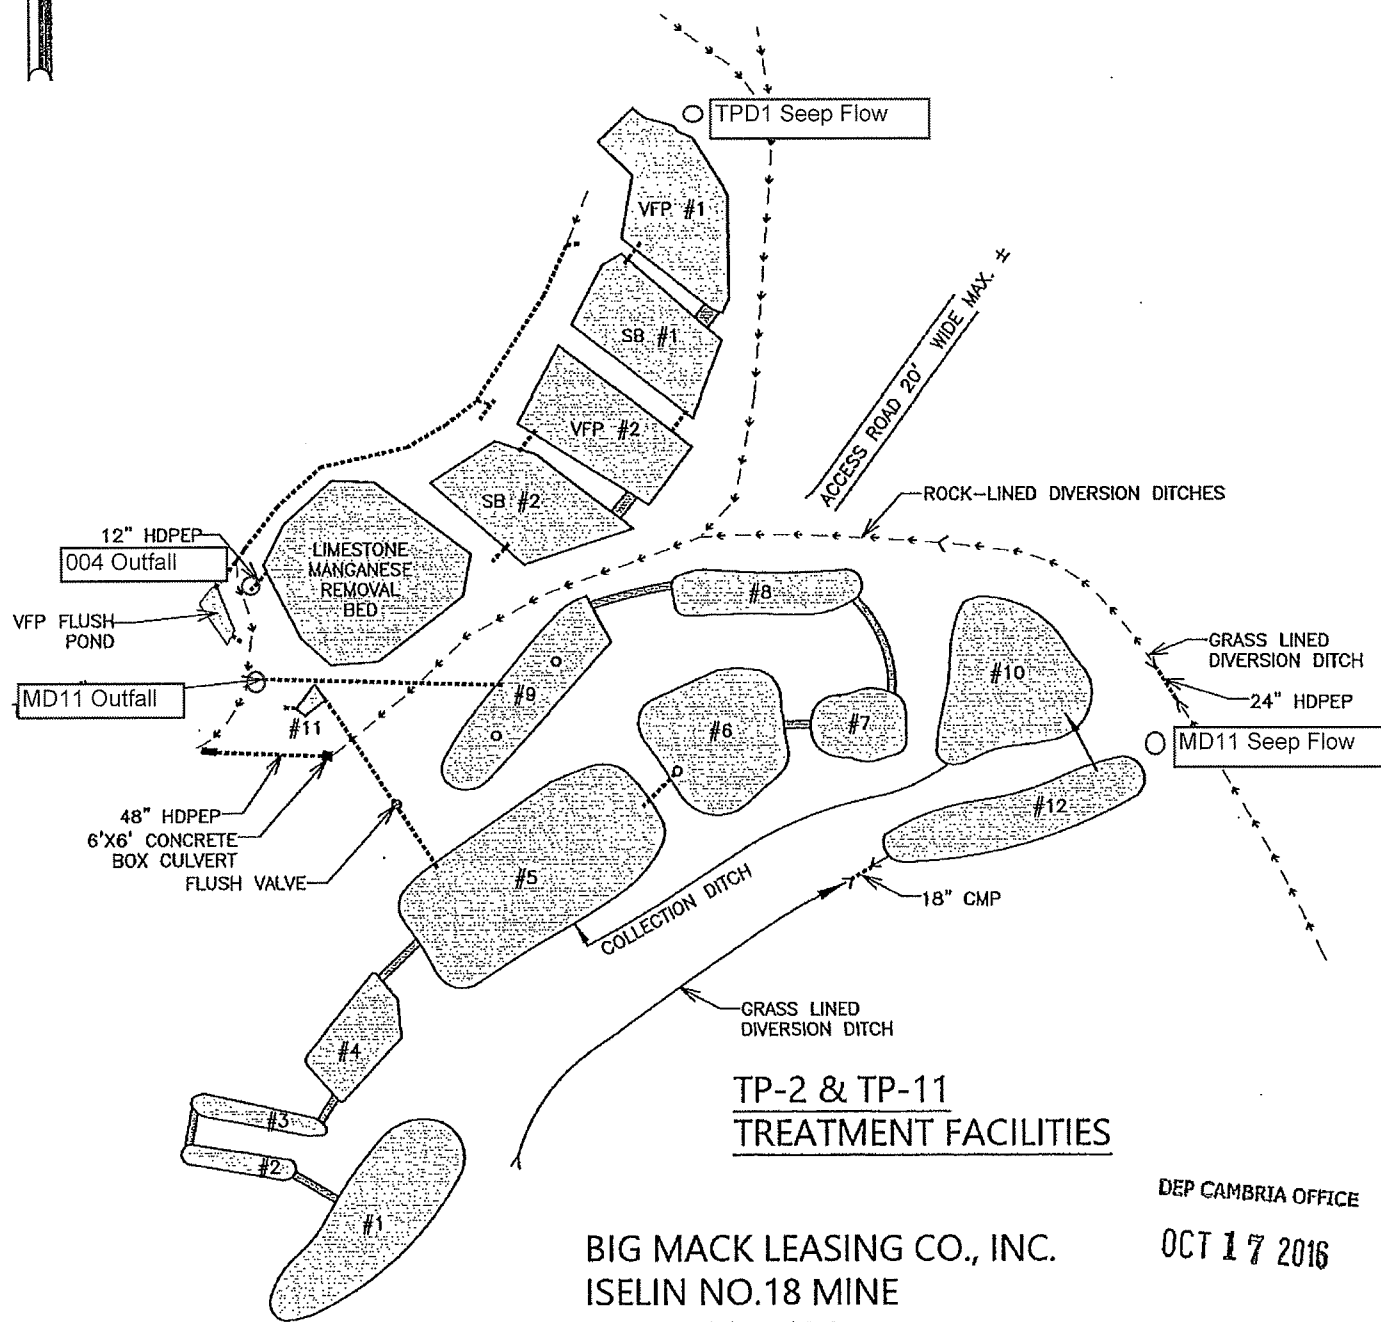 TPD1 Seep Flow
VFP #1
SB #1
ACCESS ROAD 20' WIDE MAX. ±
VFP #2
SB #2
ROCK-LINED DIVERSION DITCHES
12" HDPEP
004 Outfall
LIMESTONE
MANGANESE
REMOVAL
BED
VFP FLUSH
POND
#8
GRASS LINED
DIVERSION DITCH
24" HDPEP
#10
MD11 Outfall
#9
#11
#6
#7
MD11 Seep Flow
#12
48" HDPEP
6'X6' CONCRETE
BOX CULVERT
FLUSH VALVE
#5
COLLECTION DITCH
18" CMP
GRASS LINED
DIVERSION DITCH
#4
#3
#2
#1
TP-2 & TP-11
TREATMENT FACILITIES
DEP CAMBRIA OFFICE
OCT 17 2016
BIG MACK LEASING CO., INC.
ISELIN NO.18 MINE